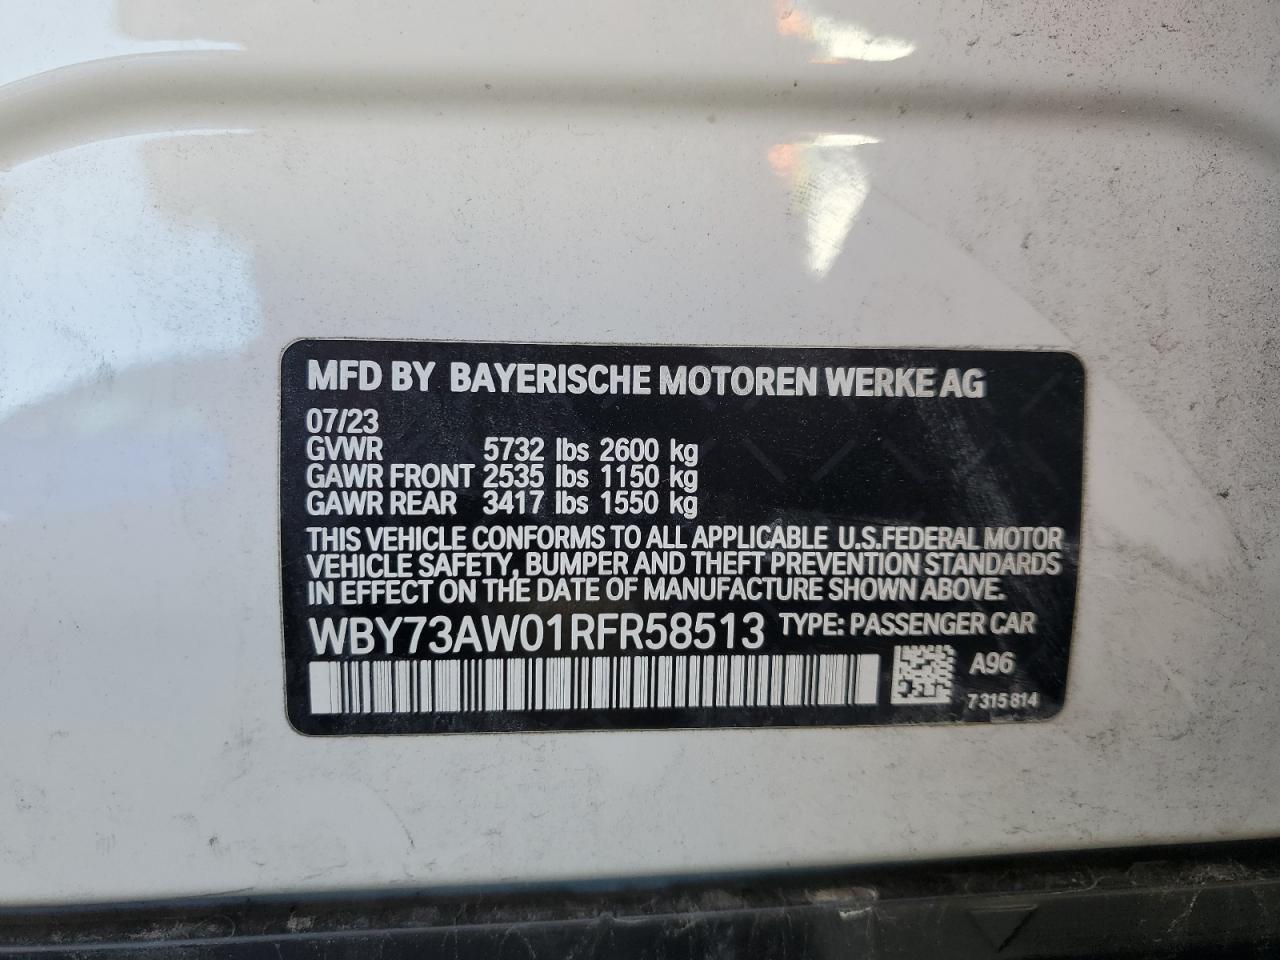 MFD BY BAYERISCHE MOTOREN WERKE AG
07/23
GVWR 5732 lbs 2600 kg
GAWR FRONT 2535 lbs 1150 kg
GAWR REAR 3417 lbs 1550 kg
THIS VEHICLE CONFORMS TO ALL APPLICABLE U.S.FEDERAL MOTOR
VEHICLE SAFETY, BUMPER AND THEFT PREVENTION STANDARDS
IN EFFECT ON THE DATE OF MANUFACTURE SHOWN ABOVE.
WBY73AW01RFR58513 TYPE: PASSENGER CAR
A96
7 315 814